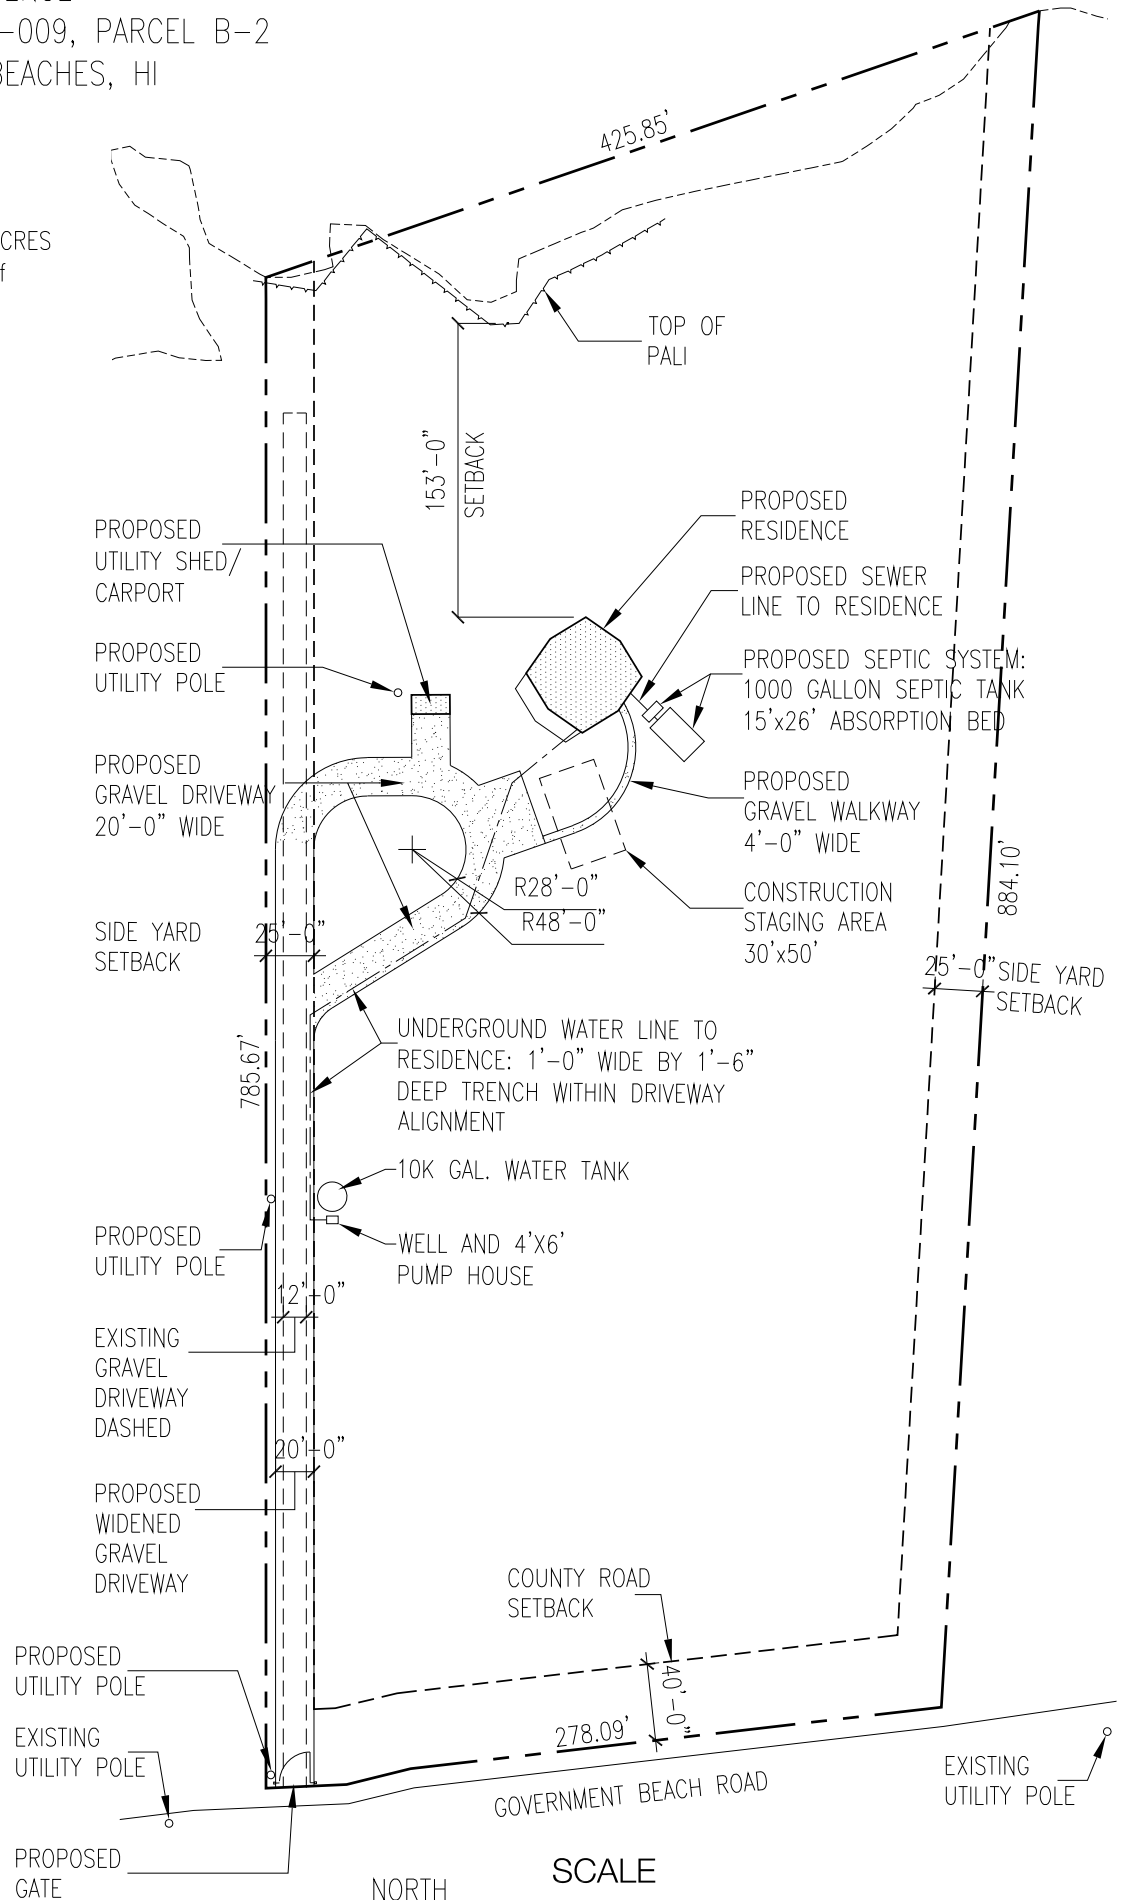 -009, PARCEL B-2
BEACHES, HI
425.85'
CRES
f
TOP OF
PALI
153'-0"
SETBACK
PROPOSED
RESIDENCE
PROPOSED
UTILITY SHED/
CARPORT
PROPOSED SEWER
LINE TO RESIDENCE
PROPOSED
UTILITY POLE
PROPOSED SEPTIC SYSTEM:
1000 GALLON SEPTIC TANK
15'x26' ABSORPTION BED
PROPOSED
GRAVEL DRIVEWAY
20'-0" WIDE
PROPOSED
GRAVEL WALKWAY
4'-0" WIDE
884.10'
R28'-0"
R48'-0"
CONSTRUCTION
STAGING AREA
30'x50'
SIDE YARD
SETBACK
25'-0"
25'-0" SIDE YARD
SETBACK
UNDERGROUND WATER LINE TO
RESIDENCE: 1'-0" WIDE BY 1'-6"
DEEP TRENCH WITHIN DRIVEWAY
ALIGNMENT
785.67'
10K GAL. WATER TANK
PROPOSED
UTILITY POLE
WELL AND 4'X6'
PUMP HOUSE
12'-0"
EXISTING
GRAVEL
DRIVEWAY
DASHED
20'-0"
PROPOSED
WIDENED
GRAVEL
DRIVEWAY
COUNTY ROAD
SETBACK
40'-0"
PROPOSED
UTILITY POLE
278.09'
EXISTING
UTILITY POLE
EXISTING
UTILITY POLE
GOVERNMENT BEACH ROAD
PROPOSED
GATE
NORTH
SCALE